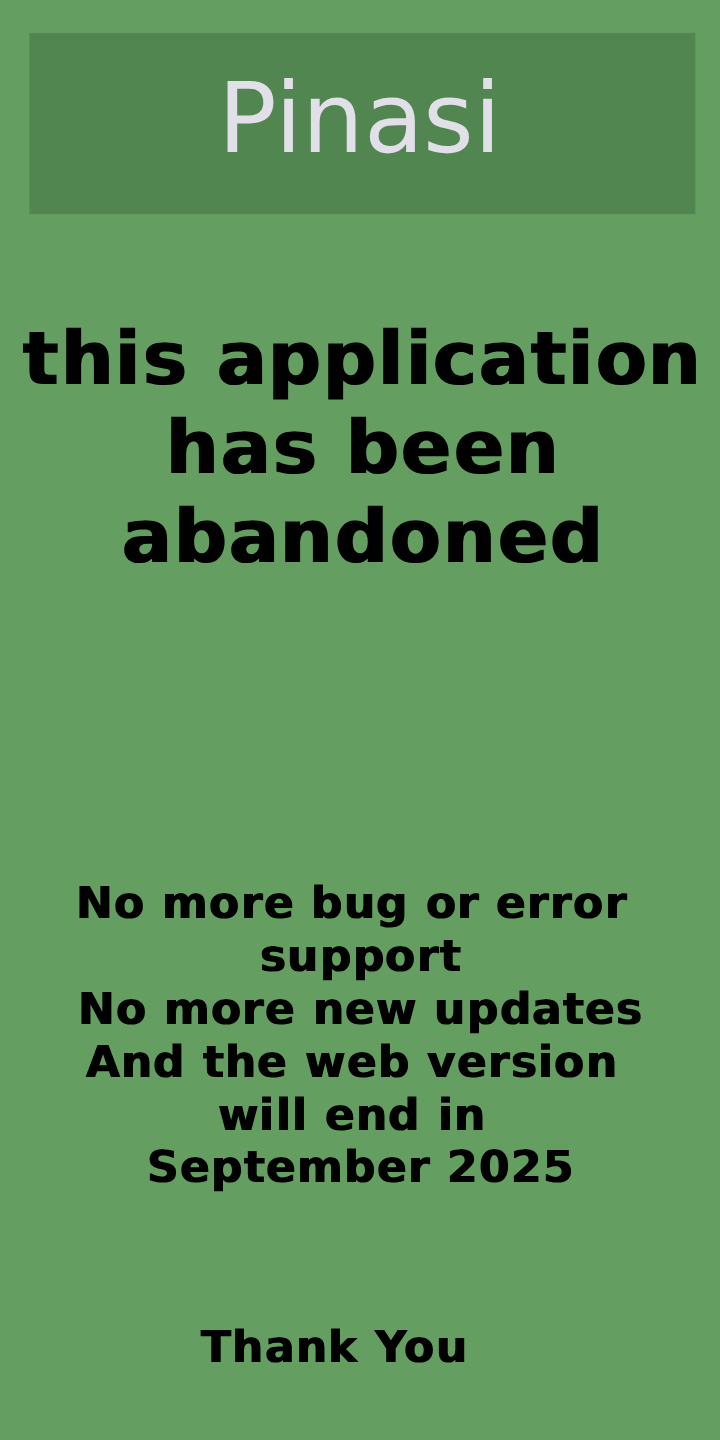 Pinasi
this application
has been
abandoned
No more bug or error
support
No more new updates
And the web version
will end in
September 2025
Thank You